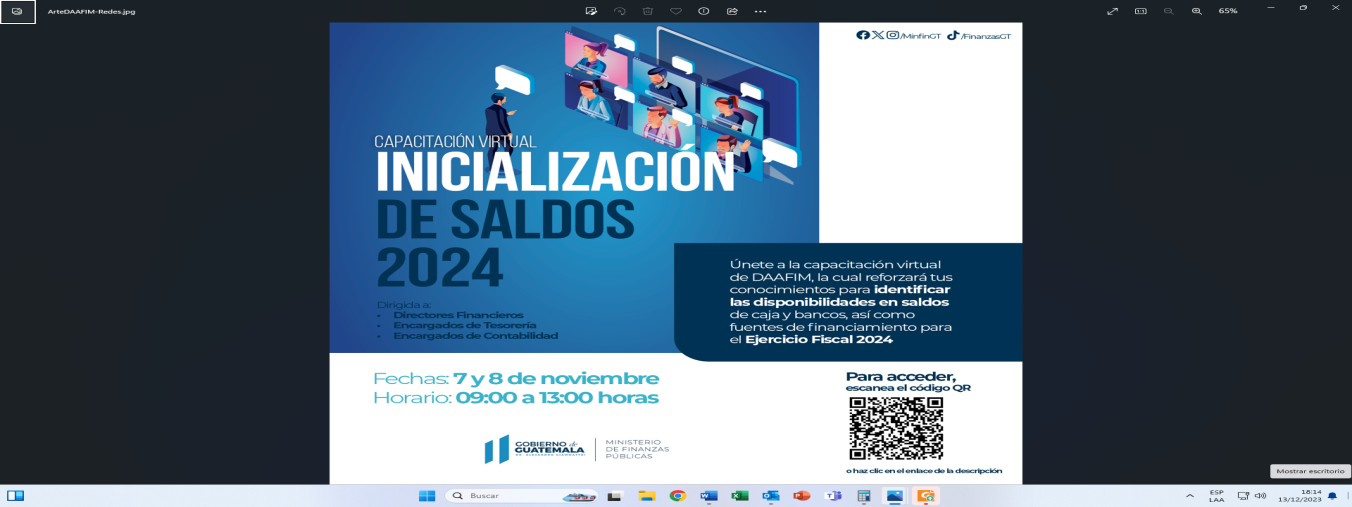 ArteDAAFIM-Redes.jpg
65%
/MinfinGT /FinanzasGT
CAPACITACIÓN VIRTUAL
INICIALIZACIÓN
DE SALDOS
2024
Dirigida a:
• Directores Financieros
• Encargados de Tesorería
• Encargados de Contabilidad
Únete a la capacitación virtual
de DAAFIM, la cual reforzará tus
conocimientos para identificar
las disponibilidades en saldos
de caja y bancos, así como
fuentes de financiamiento para
el Ejercicio Fiscal 2024
Fechas: 7 y 8 de noviembre
Horario: 09:00 a 13:00 horas
Para acceder,
escanea el código QR
o haz clic en el enlace de la descripción
GOBIERNO de
GUATEMALA
DR. ALEJANDRO GIAMMATTEI
MINISTERIO
DE FINANZAS
PÚBLICAS
Mostrar escritorio
Buscar
ESP
LAA
18:14
13/12/2023